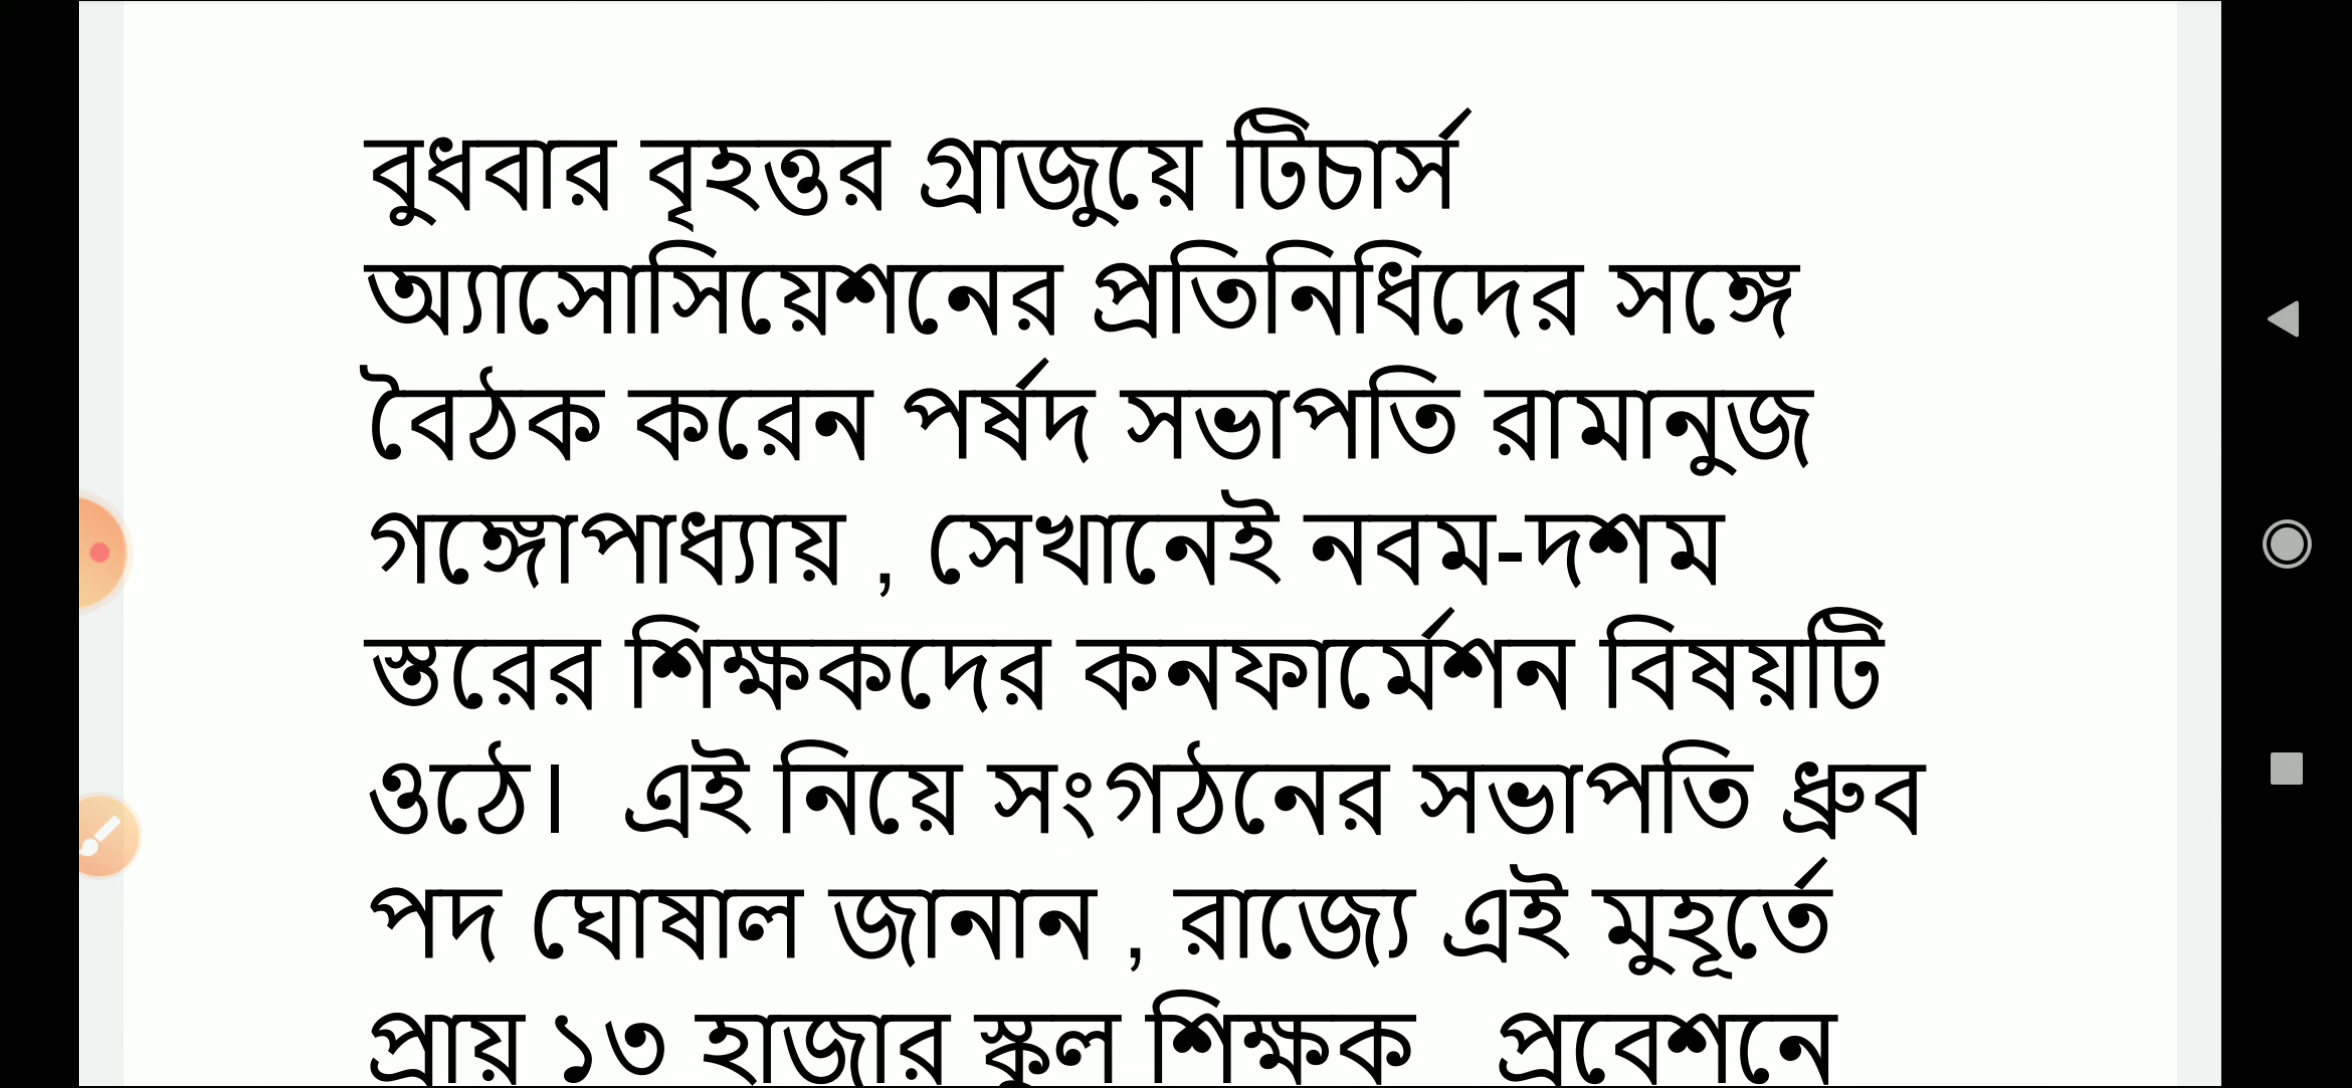 বুধবার বৃহত্তর গ্রাজুয়ে টিচার্স
অ্যাসোসিয়েশনের প্রতিনিধিদের সঙ্গে
বৈঠক করেন পর্ষদ সভাপতি রামানুজ
গঙ্গোপাধ্যায় , সেখানেই নবম-দশম
স্তরের শিক্ষকদের কনফার্মেশন বিষয়টি
ওঠে। এই নিয়ে সংগঠনের সভাপতি ধ্রুব
পদ ঘোষাল জানান , রাজ্যে এই মুহূর্তে
প্রায় ১৩ হাজার স্কুল শিক্ষক প্রবেশনে